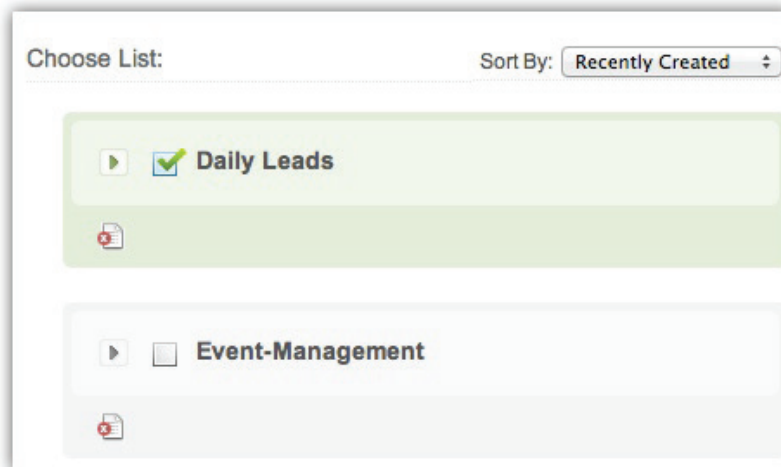 Choose List:
Sort By: Recently Created
Daily Leads
Event-Management